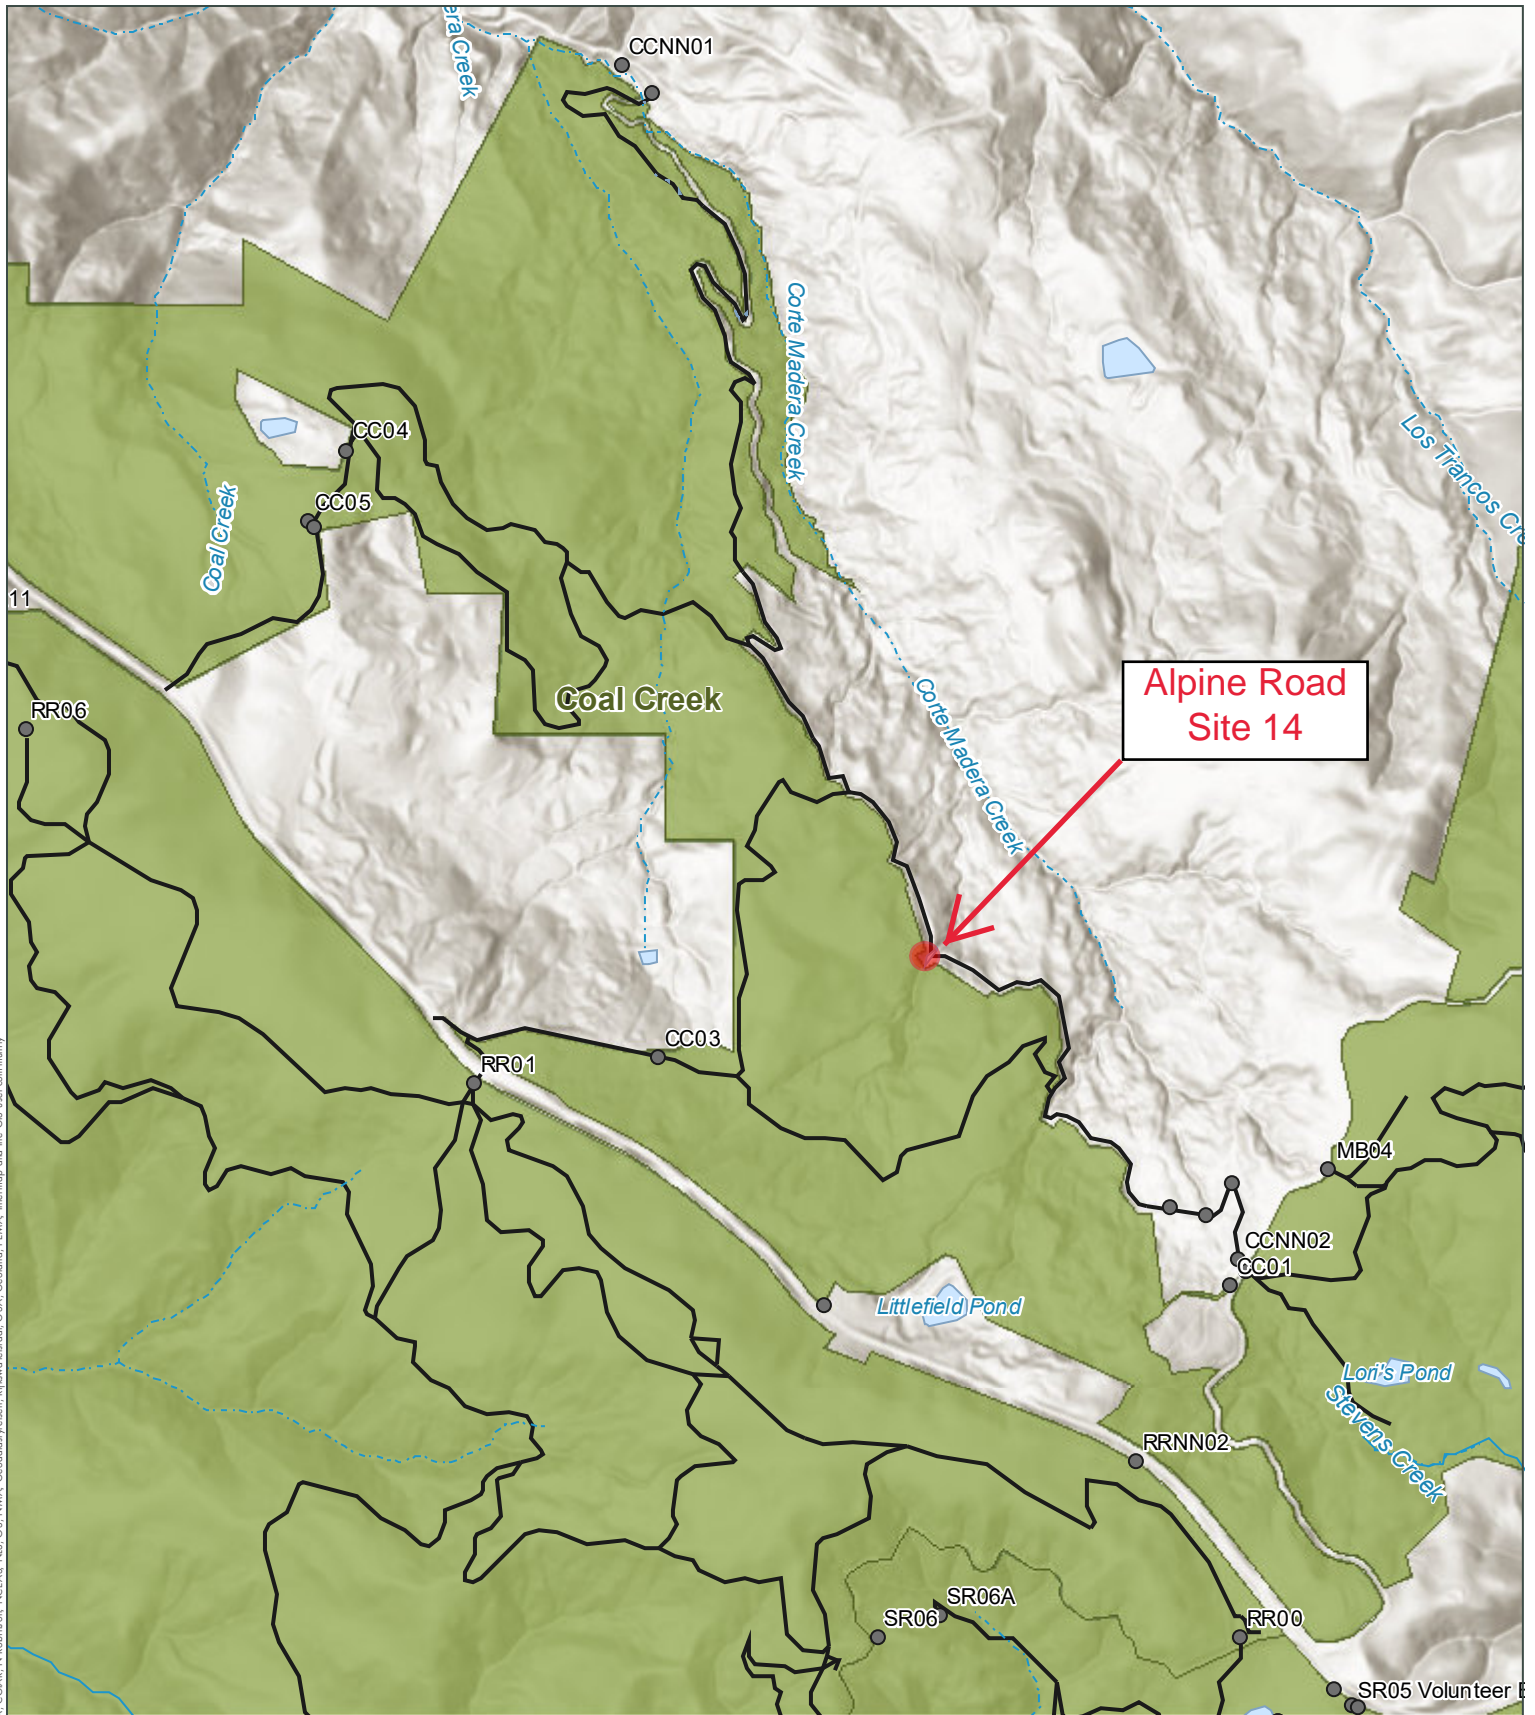 era Creek
CCNN01
Corte Madera Creek
CC04
Los Trancos Cre
CC05
Coal Creek
11
Alpine Road
Site 14
Coal Creek
RR06
Corte Madera Creek
CC03
RR01
MB04
CCNN02
CC01
Littlefield Pond
Lori's Pond
Stevens Creek
RRNN02
SR06A
SR06
RR00
SR05 Volunteer